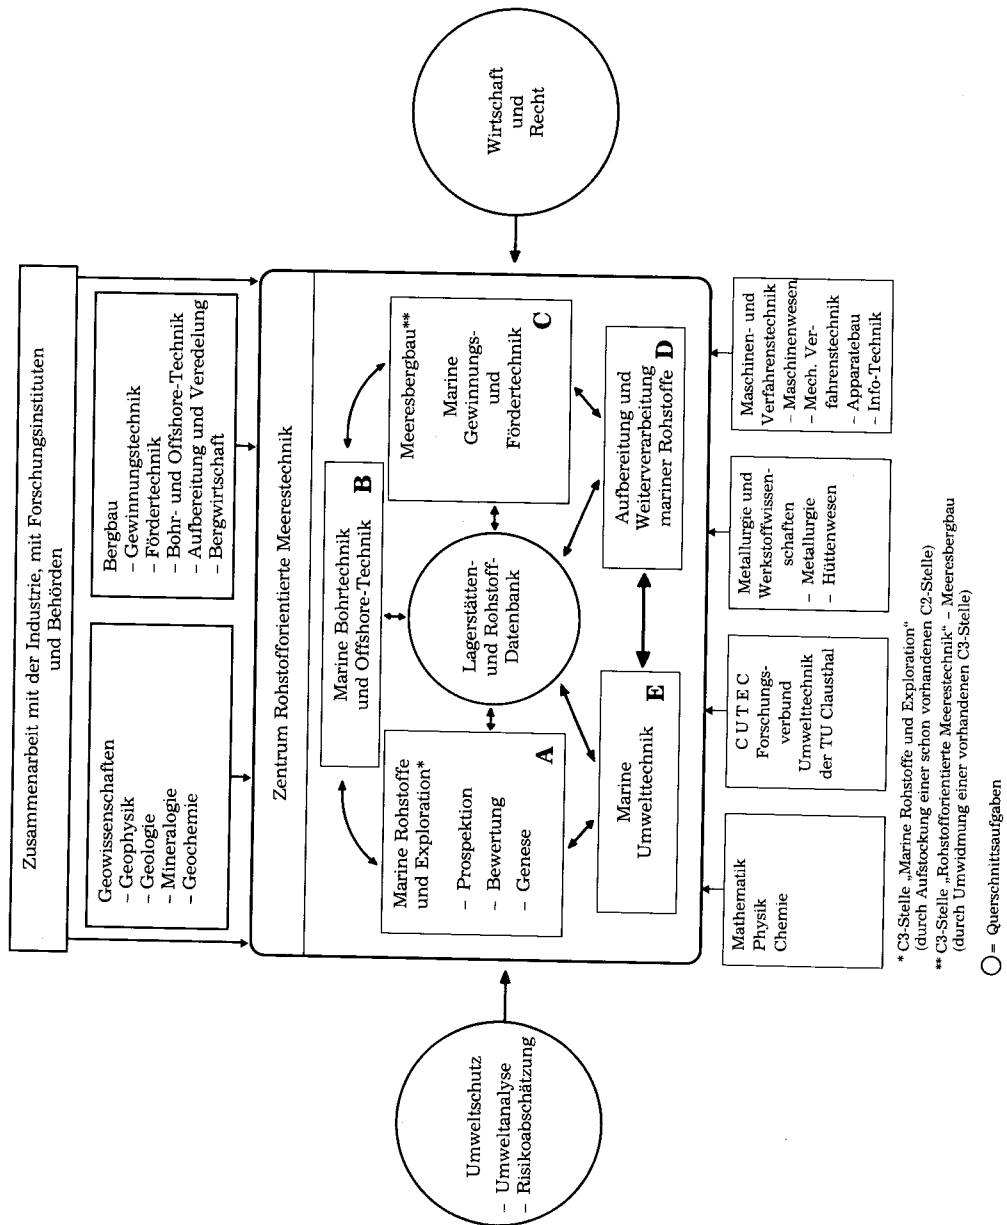 Zusammenarbeit mit der Industrie, mit Forschungsinstituten
und Behörden
Geowissenschaften
– Geophysik
– Geologie
– Mineralogie
– Geochemie
Bergbau
– Gewinnungstechnik
– Fördertechnik
– Bohr- und Offshore-Technik
– Aufbereitung und Veredelung
– Bergwirtschaft
Zentrum Rohstofforientierte Meerestechnik
Umweltschutz
– Umweltanalyse
– Risikoabschätzung
Marine Rohstoffe
und Exploration*
– Prospektion
– Bewertung
– Genese
A
Marine Bohrtechnik
und Offshore-Technik
B
Meeresbergbau**
Marine
Gewinnungs-
und
Fördertechnik
C
Lagerstätten-
und Rohstoff-
Datenbank
Marine
Umwelttechnik
E
Aufbereitung und
Weiterverarbeitung
mariner Rohstoffe
D
Wirtschaft
und
Recht
Mathematik
Physik
Chemie
C U T E C
Forschungs-
verbund
Umwelttechnik
der TU Clausthal
Metallurgie und
Werkstoffwissen-
schaften
– Metallurgie
– Hüttenwesen
Maschinen- und
Verfahrenstechnik
– Maschinenwesen
– Mech. Ver-
fahrenstechnik
– Apparatebau
– Info-Technik
* C3-Stelle „Marine Rohstoffe und Exploration“
(durch Aufstockung einer schon vorhandenen C2-Stelle)
** C3-Stelle „Rohstofforientierte Meerestechnik“ – Meeresbergbau
(durch Umwidmung einer vorhandenen C3-Stelle)
= Querschnittsaufgaben